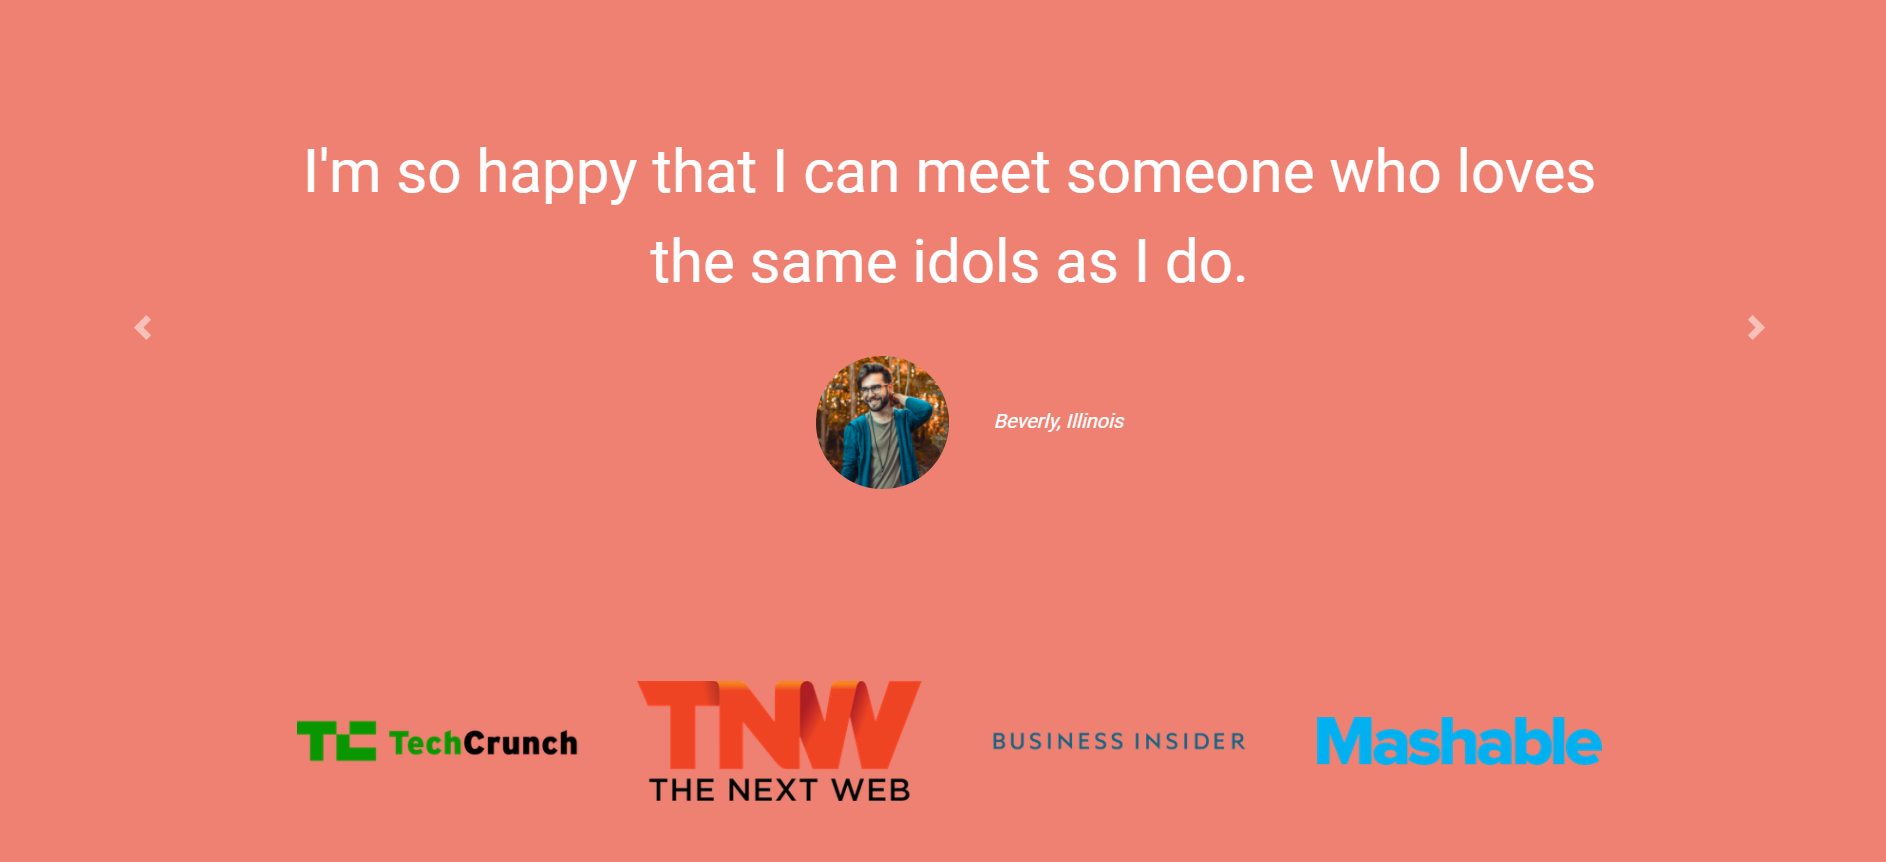 I'm so happy that I can meet someone who loves
the same idols as I do.
Beverly, Illinois
TC TechCrunch
TNW
THE NEXT WEB
BUSINESS INSIDER
Mashable